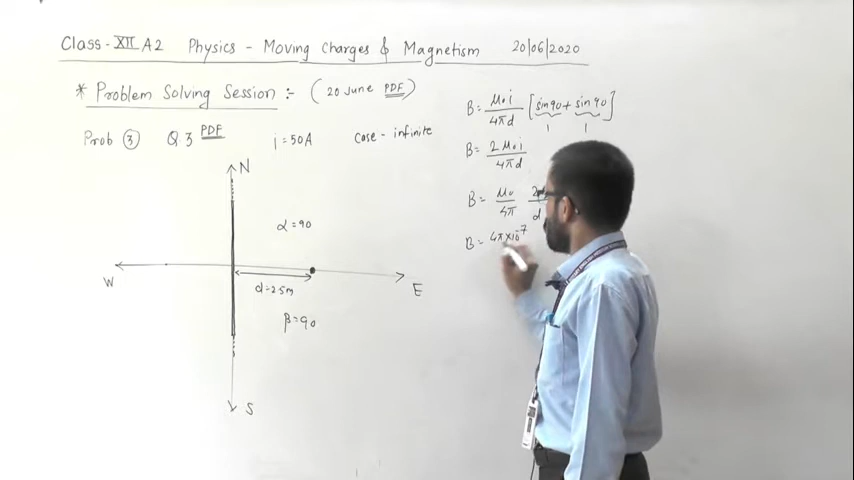 Class-XII A2 Physics - Moving Charges & Magnetism 20/06/2020
* Problem Solving Session :- (20 June PDF)
Prob ③ Q3 PDF i=50A case - infinite
N
α=90
W
d=2.5m
E
β=90
S
B= μ₀i/4πd [sin90+ sin90]
1 1
B= 2μ₀i/4πd
B= μ₀/4π
d
B= 4π×10⁻⁷